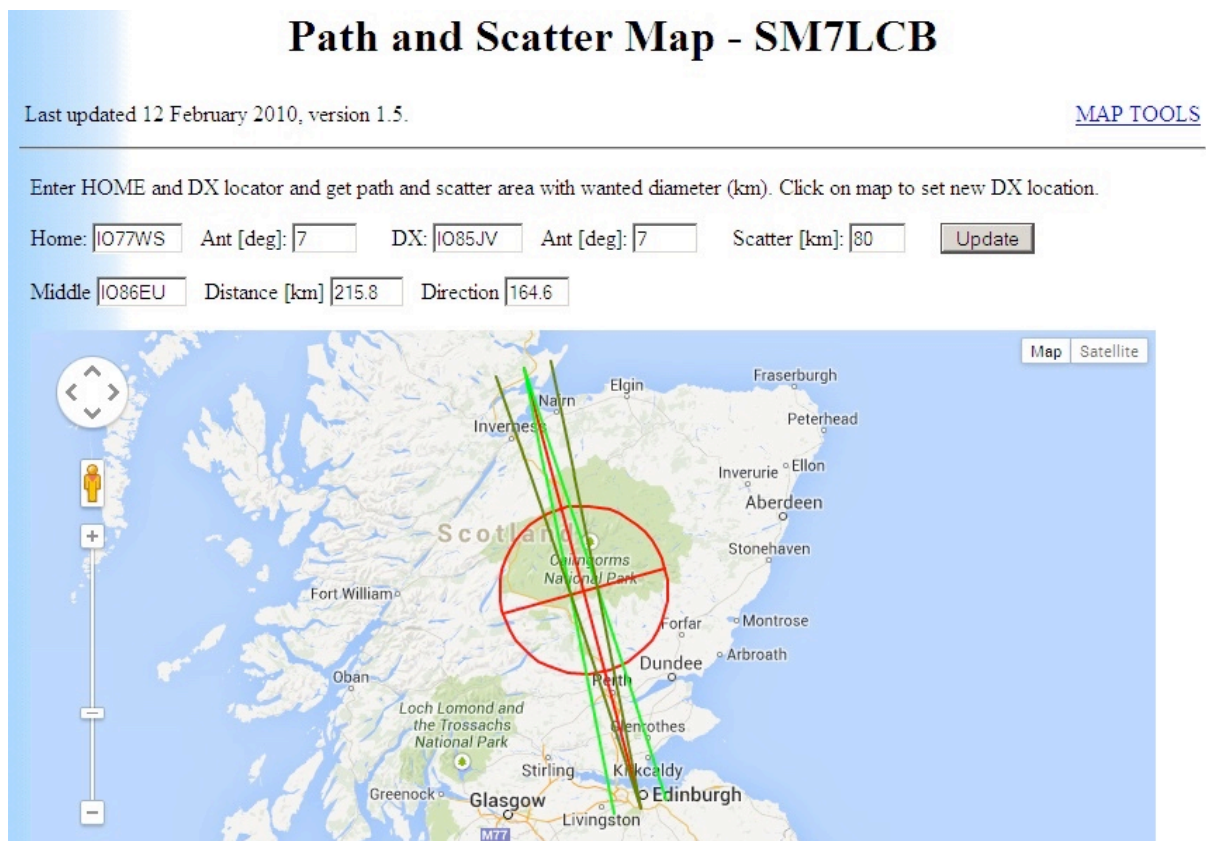 Path and Scatter Map - SM7LCB
Last updated 12 February 2010, version 1.5.
MAP TOOLS
Enter HOME and DX locator and get path and scatter area with wanted diameter (km). Click on map to set new DX location.
Home: IO77WS Ant [deg]: 7 DX: IO85JV Ant [deg]: 7 Scatter [km]: 80 Update
Middle IO86EU Distance [km] 215.8 Direction 164.6
Map Satellite
Fraserburgh
Elgin
Nairn
Peterhead
Inverness
Ellon
Inverurie
Aberdeen
Scotland
Stonehaven
Cairngorms
National Park
Fort William
Forfar
Montrose
Arbroath
Dundee
Oban
Perth
Loch Lomond and
the Trossachs
National Park
Glenrothes
Stirling
Kirkcaldy
Greenock
Glasgow
Edinburgh
Livingston
M77